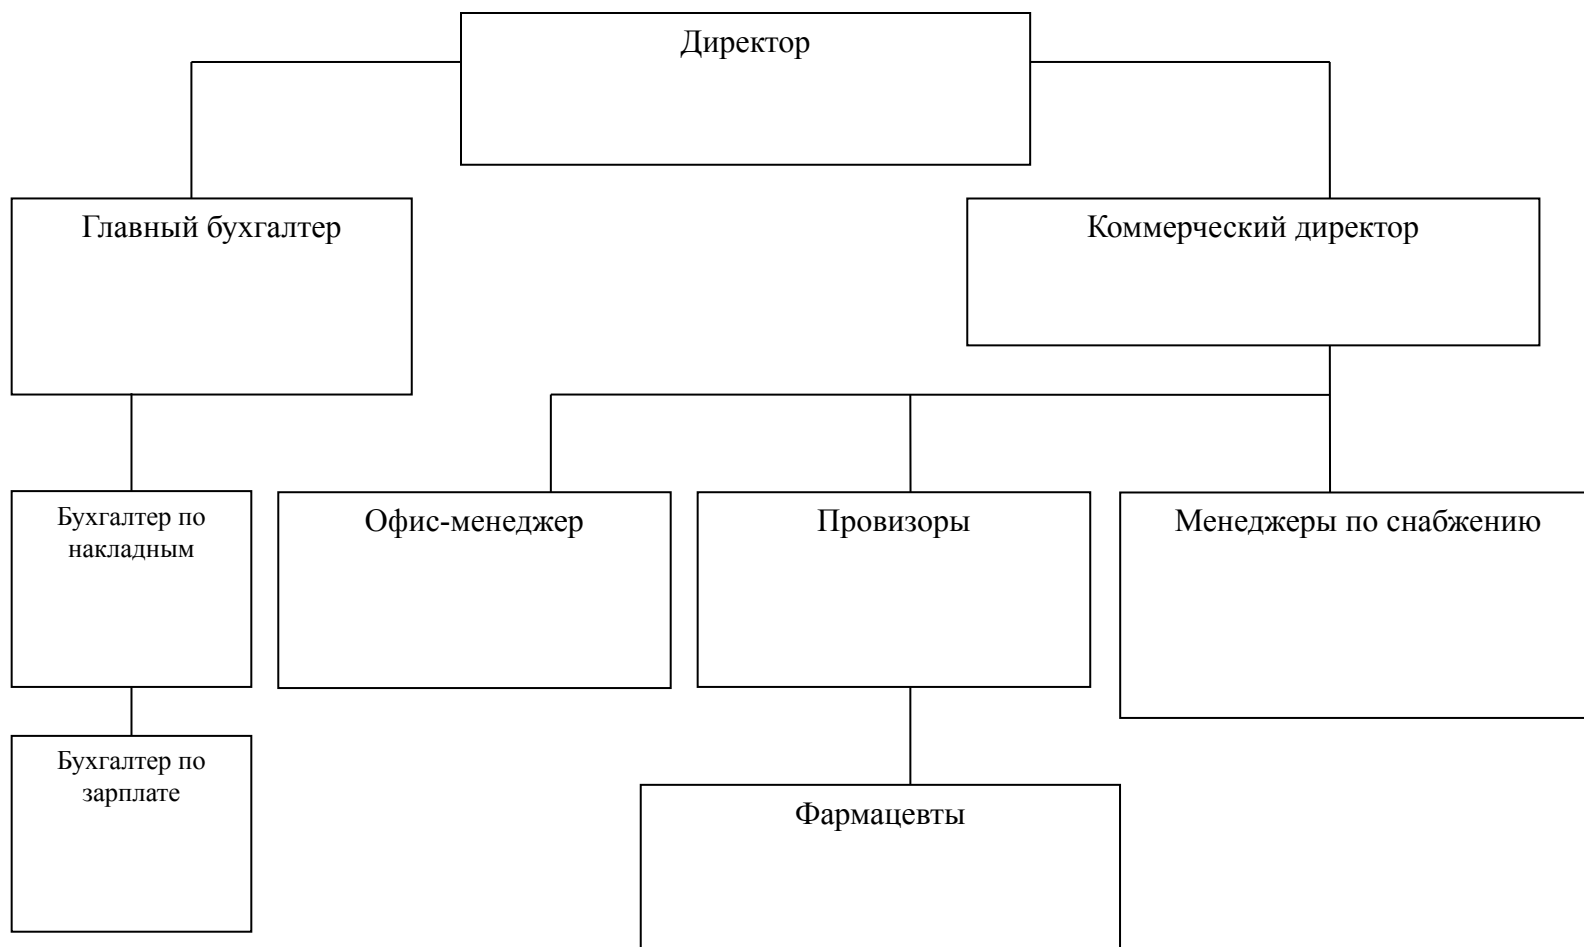 Директор
Главный бухгалтер
Коммерческий директор
Бухгалтер по
накладным
Офис-менеджер
Провизоры
Менеджеры по снабжению
Бухгалтер по
зарплате
Фармацевты